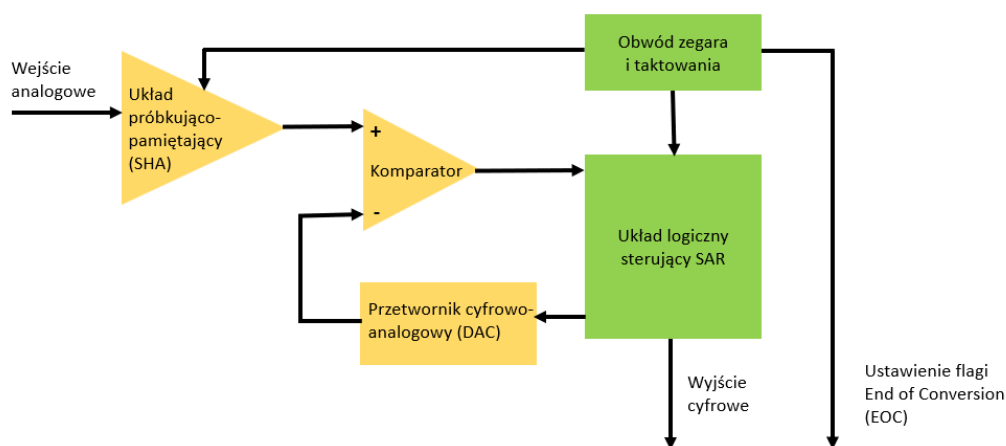 Obwód zegara
i taktowania
Wejście
analogowe
Układ
próbkująco-
pamiętający
(SHA)
+
Komparator
-
Układ logiczny
sterujący SAR
Przetwornik cyfrowo-
analogowy (DAC)
Wyjście
cyfrowe
Ustawienie flagi
End of Conversion
(EOC)